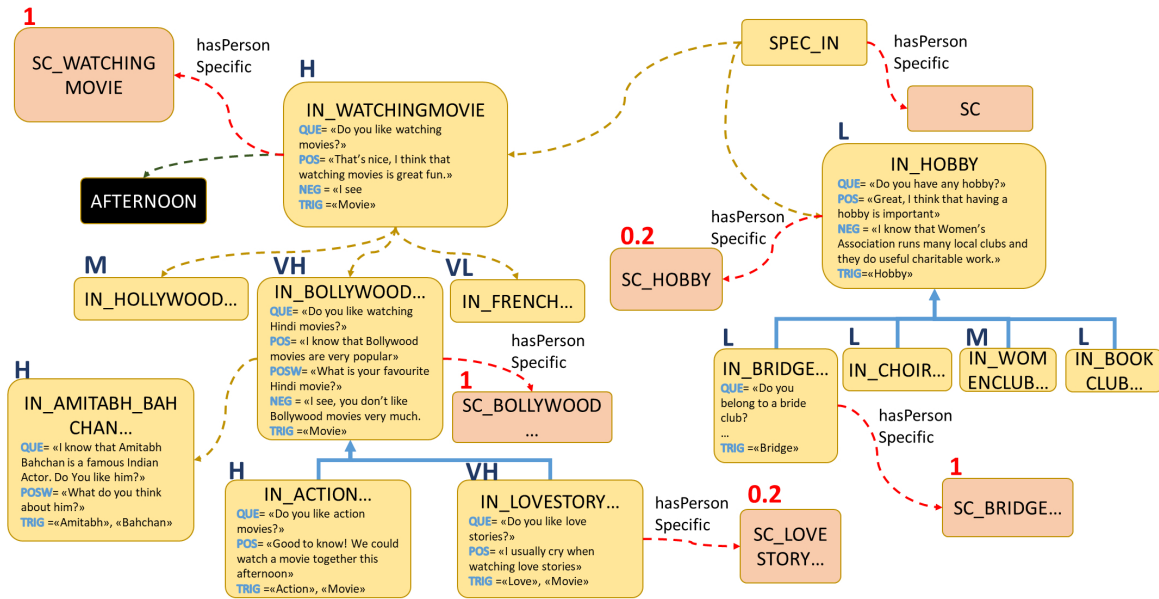 1
SC_WATCHING
MOVIE
hasPerson
Specific
H
IN_WATCHINGMOVIE
QUE= «Do you like watching
movies?»
POS= «That's nice, I think that
watching movies is great fun.»
NEG =«I see
TRIG =«Movie»
AFTERNOON
SPEC_IN
hasPerson
Specific
SC
L
IN_HOBBY
QUE= «Do you have any hobby?»
POS= «Great, I think that having a
hobby is important»
NEG = «I know that Women's
Association runs many local clubs and
they do useful charitable work.»
TRIG=«Hobby»
hasPerson
Specific
0.2
SC_HOBBY
M
IN_HOLLYWOOD...
VH
IN_BOLLYWOOD...
QUE= «Do you like watching
Hindi movies?»
POS= «I know that Bollywood
movies are very popular»
POSW= «What is your favourite
Hindi movie?»
NEG = «I see, you don't like
Bollywood movies very much.
TRIG =«Movie»
VL
IN_FRENCH...
hasPerson
Specific
1
SC_BOLLYWOOD
...
H
IN_AMITABH_BAH
CHAN...
QUE= «I know that Amitabh
Bahchan is a famous Indian
Actor. Do You like him?»
POSW= «What do you think
about him?»
TRIG =«Amitabh», «Bahchan»
H
IN_ACTION...
QUE= «Do you like action
movies?»
POS= «Good to know! We could
watch a movie together this
afternoon»
TRIG =«Action», «Movie»
VH
IN_LOVESTORY...
QUE= «Do you like love
stories?»
POS= «I usually cry when
watching love stories»
TRIG =«Love», «Movie»
hasPerson
Specific
0.2
SC_LOVE
STORY...
L
IN_BRIDGE...
QUE= «Do you
belong to a bride
club?
...
TRIG =«Bridge»
L
IN_CHOIR...
M
IN_WOM
ENCLUB...
L
IN_BOOK
CLUB...
hasPerson
Specific
1
SC_BRIDGE...